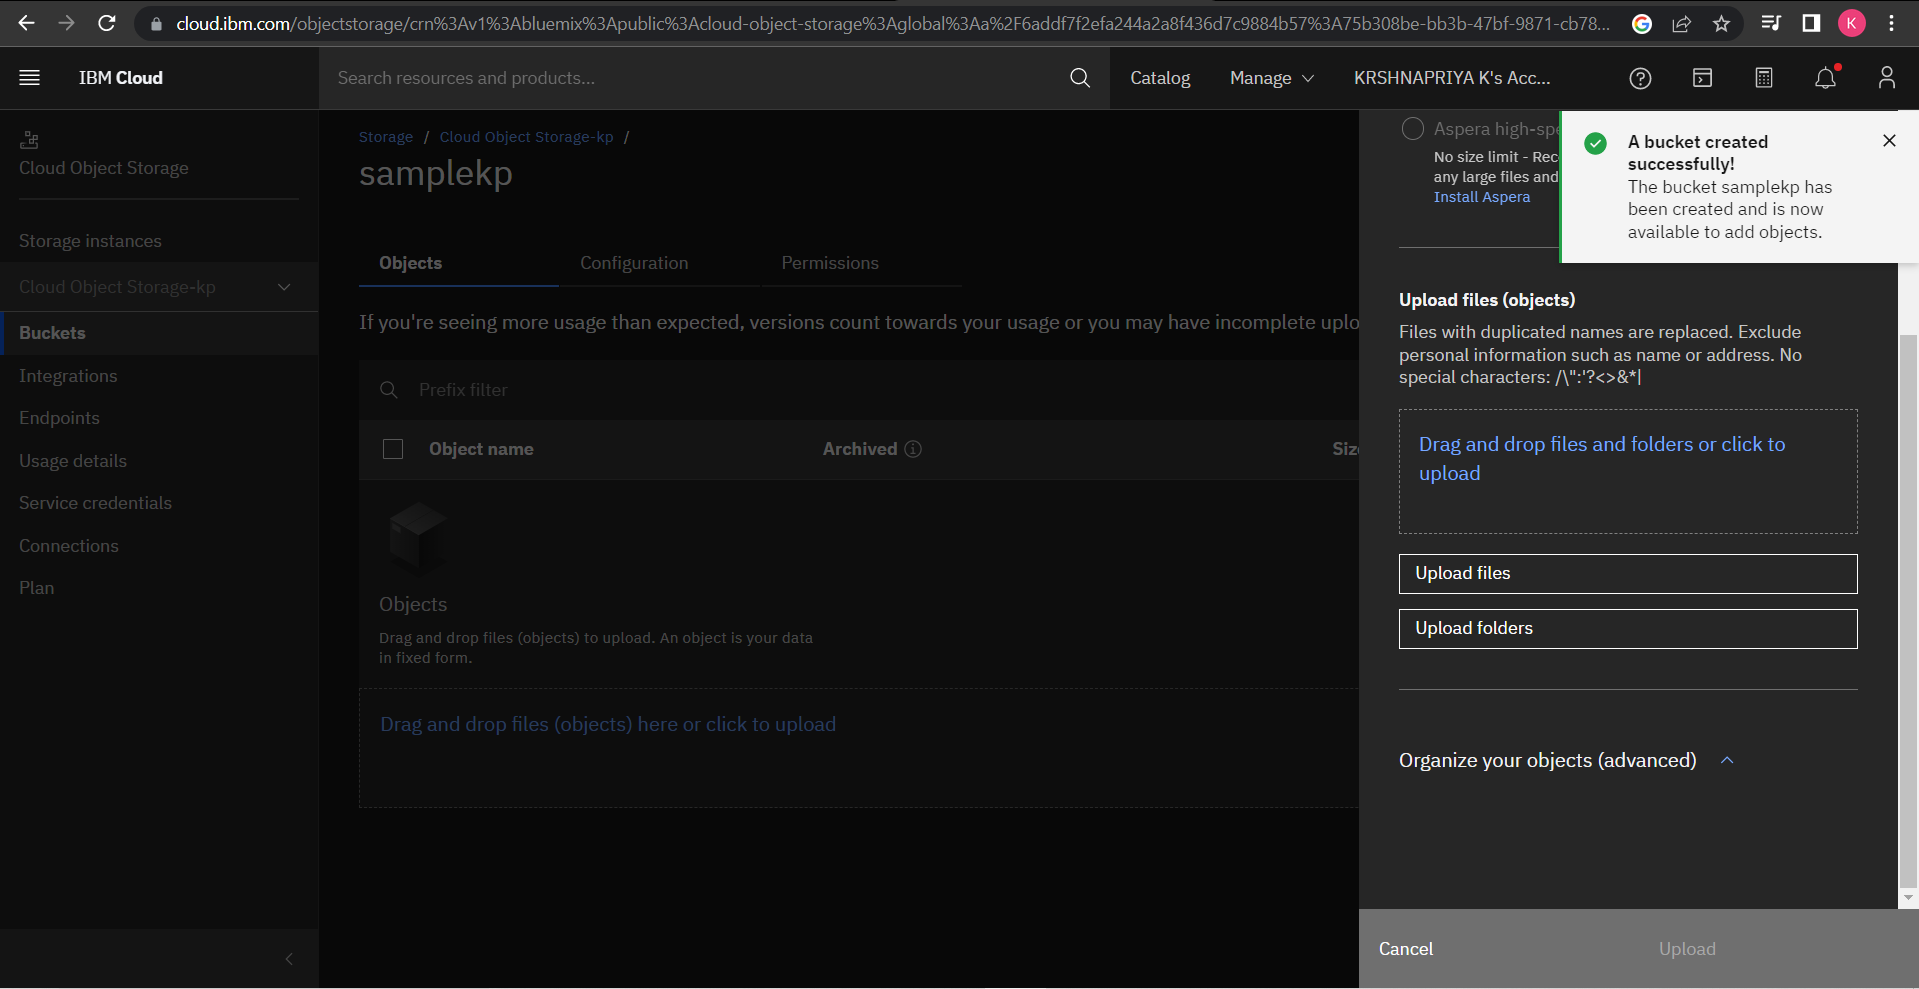 cloud.ibm.com/objectstorage/crn%3Av1%3Abluemix%3Apublic%3Acloud-object-storage%3Aglobal%3Aa%2F6addf7f2efa244a2a8f436d7c9884b57%3A75b308be-bb3b-47bf-9871-cb78...
K
IBM Cloud
Search resources and products...
Catalog
Manage
KRSHNAPRIYA K's Acc...
Cloud Object Storage
Storage instances
Cloud Object Storage-kp
Buckets
Integrations
Endpoints
Usage details
Service credentials
Connections
Plan
Storage / Cloud Object Storage-kp /
samplekp
Objects
Configuration
Permissions
If you're seeing more usage than expected, versions count towards your usage or you may have incomplete uplo
Prefix filter
Object name
Archived
Siz
Objects
Drag and drop files (objects) to upload. An object is your data
in fixed form.
Drag and drop files (objects) here or click to upload
Aspera high-spe
No size limit - Rec
any large files and
Install Aspera
A bucket created
successfully!
The bucket samplekp has
been created and is now
available to add objects.
Upload files (objects)
Files with duplicated names are replaced. Exclude
personal information such as name or address. No
special characters: /\":'?<>&*|
Drag and drop files and folders or click to
upload
Upload files
Upload folders
Organize your objects (advanced)
Cancel
Upload